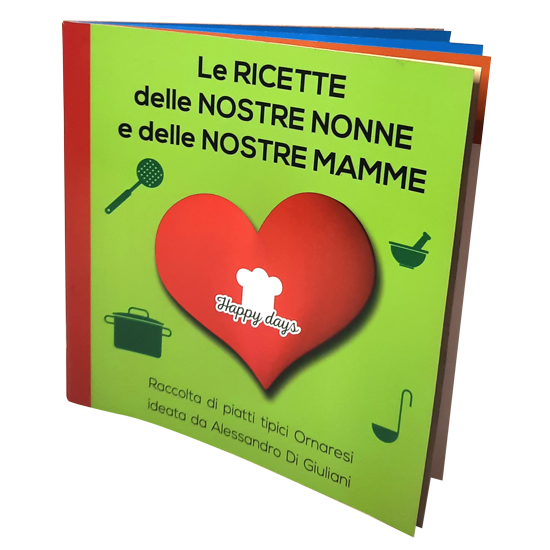 Le RICETTE
delle NOSTRE NONNE
e delle NOSTRE MAMME
Happy days
Raccolta di piatti tipici Ornaresi
ideata da Alessandro Di Giuliani